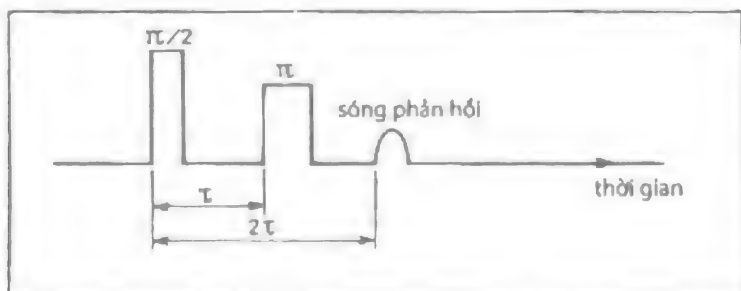 π/2
π
sóng phản hồi
thời gian
τ
2τ